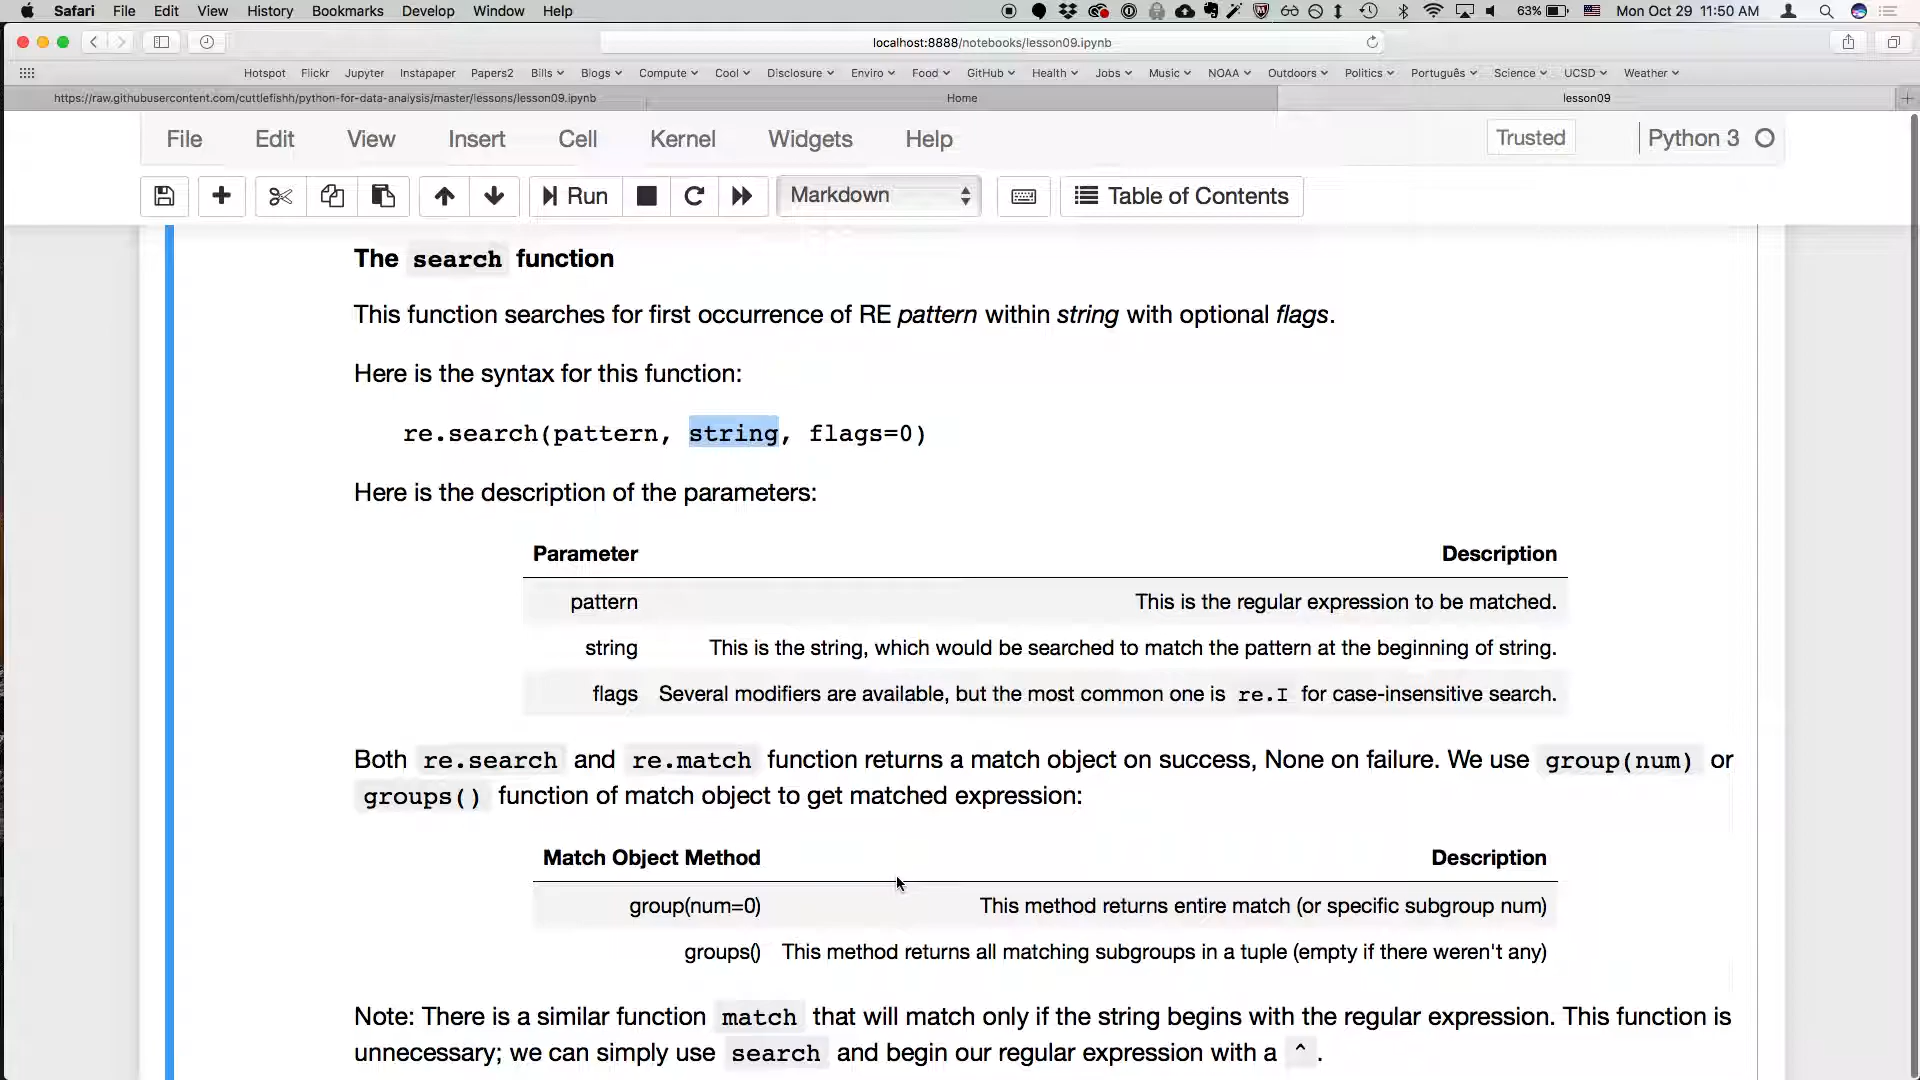 Safari File Edit View History Bookmarks Develop Window Help 63% Mon Oct 29 11:50 AM
localhost:8888/notebooks/lesson09.ipynb
Hotspot Flickr Jupyter Instapaper Papers2 Bills Blogs Compute Cool Disclosure Enviro Food GitHub Health Jobs Music NOAA Outdoors Politics Português Science UCSD Weather
https://raw.githubusercontent.com/cuttlefishh/python-for-data-analysis/master/lessons/lesson09.ipynb Home lesson09
File Edit View Insert Cell Kernel Widgets Help Trusted Python 3
Run Markdown Table of Contents
The search function
This function searches for first occurrence of RE pattern within string with optional flags.
Here is the syntax for this function:
re.search(pattern, string, flags=0)
Here is the description of the parameters:
Parameter Description
pattern This is the regular expression to be matched.
string This is the string, which would be searched to match the pattern at the beginning of string.
flags Several modifiers are available, but the most common one is re.I for case-insensitive search.
Both re.search and re.match function returns a match object on success, None on failure. We use group(num) or
groups() function of match object to get matched expression:
Match Object Method Description
group(num=0) This method returns entire match (or specific subgroup num)
groups() This method returns all matching subgroups in a tuple (empty if there weren't any)
Note: There is a similar function match that will match only if the string begins with the regular expression. This function is
unnecessary; we can simply use search and begin our regular expression with a ^ .